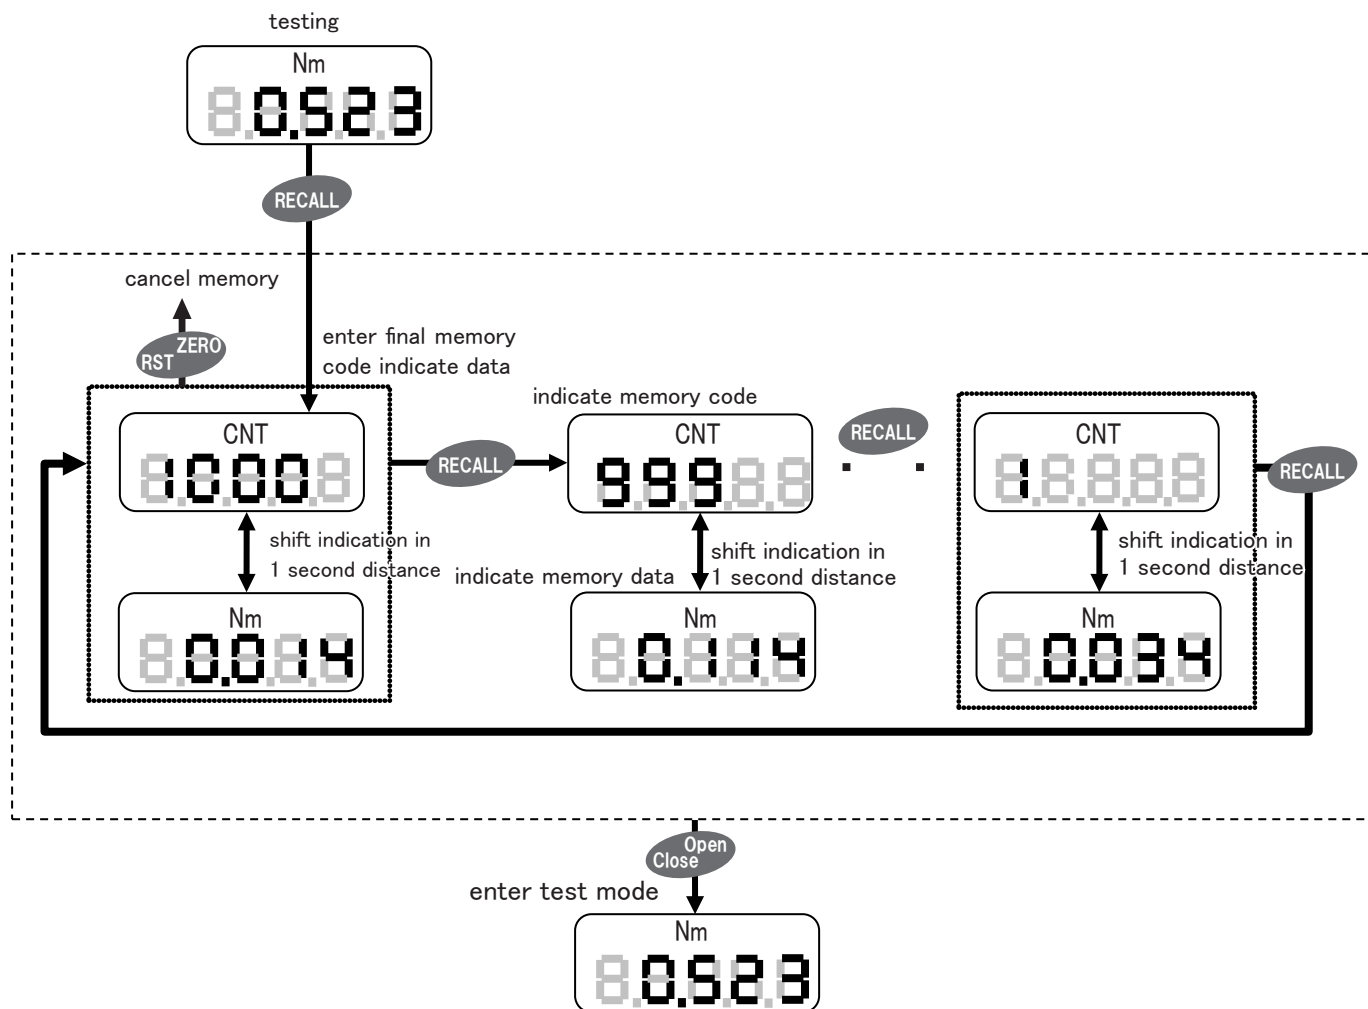 testing
Nm
0.523
RECALL
cancel memory
RST ZERO
enter final memory
code indicate data
indicate memory code
CNT
1000
RECALL
CNT
999
RECALL
CNT
1
RECALL
shift indication in
1 second distance
indicate memory data
shift indication in
1 second distance
shift indication in
1 second distance
Nm
0.014
Nm
0.114
Nm
0.034
Open
Close
enter test mode
Nm
0.523